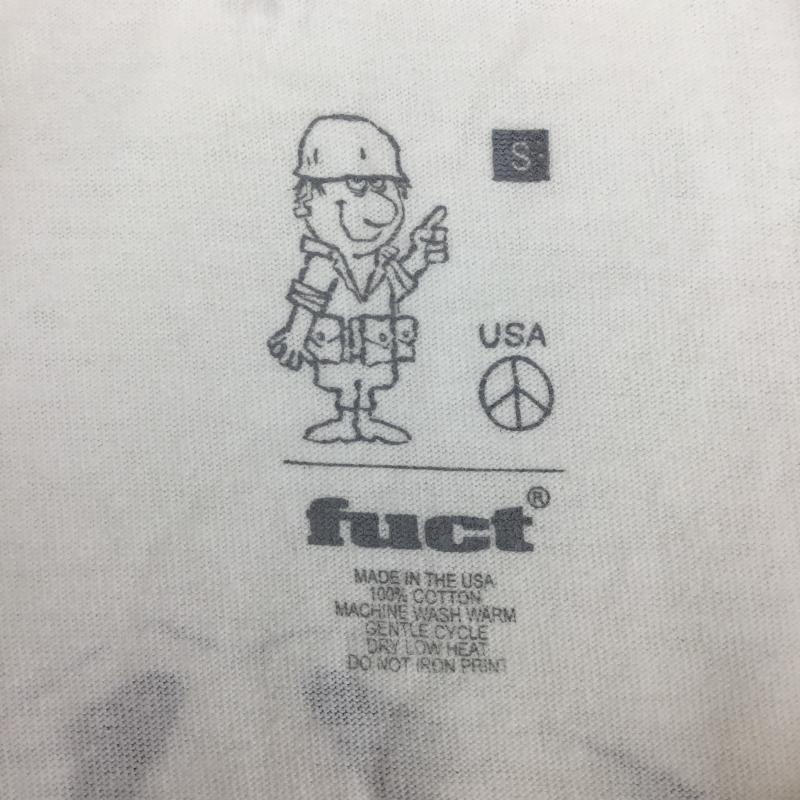 S
USA
fuct®
MADE IN THE USA
100% COTTON
MACHINE WASH WARM
GENTLE CYCLE
DRY LOW HEAT
DO NOT IRON PRINT